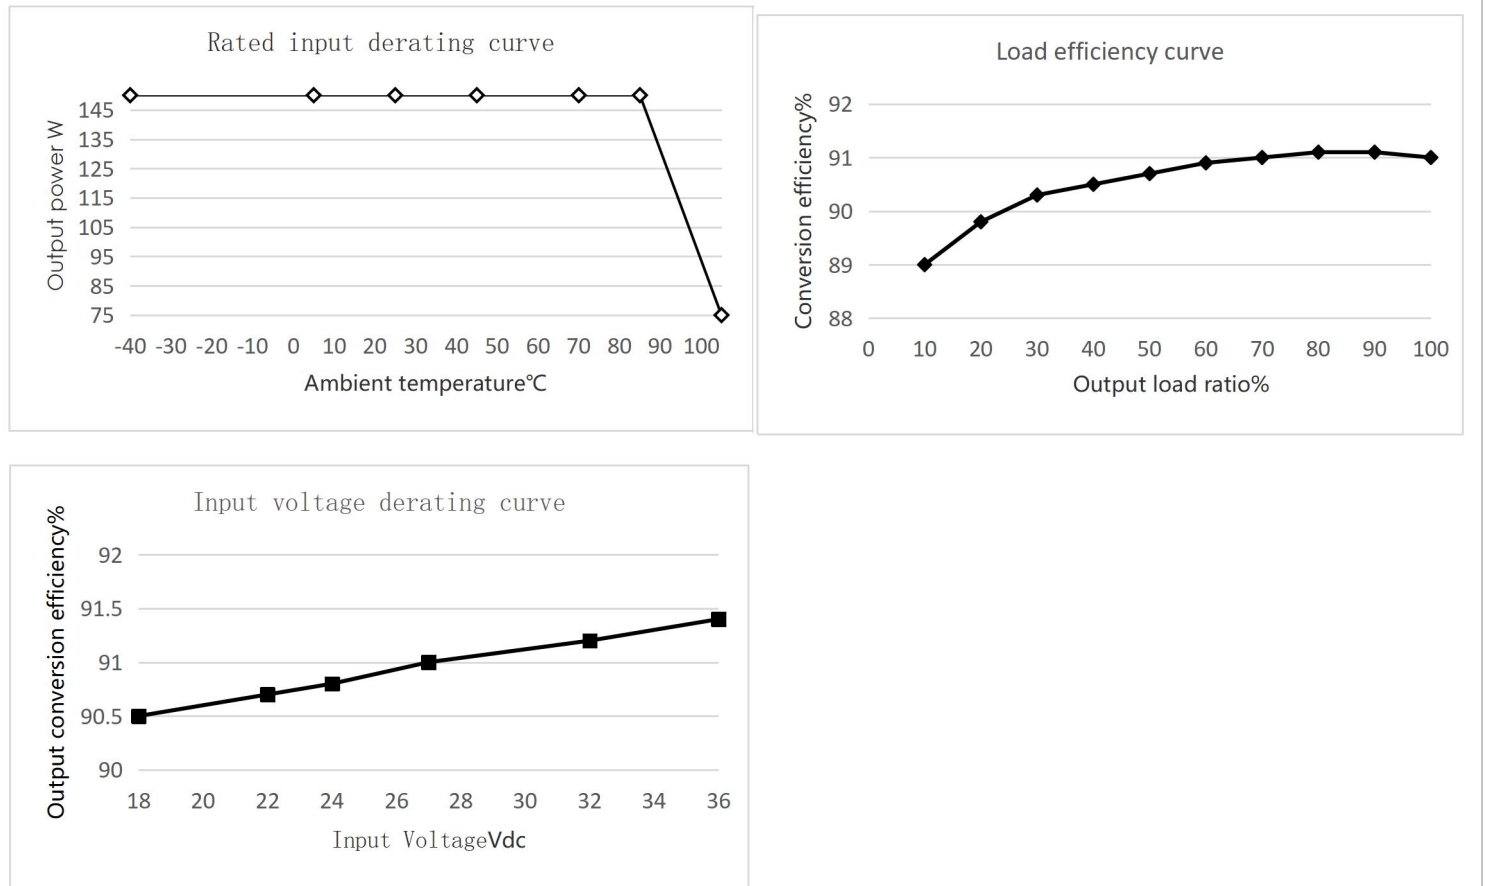 Rated input derating curve
Output power W
145
135
125
115
105
95
85
75
-40 -30 -20 -10 0 10 20 30 40 50 60 70 80 90 100
Ambient temperature℃
Load efficiency curve
Conversion efficiency%
92
91
90
89
88
0 10 20 30 40 50 60 70 80 90 100
Output load ratio%
Input voltage derating curve
Output conversion efficiency%
92
91.5
91
90.5
90
18 20 22 24 26 28 30 32 34 36
Input VoltageVdc